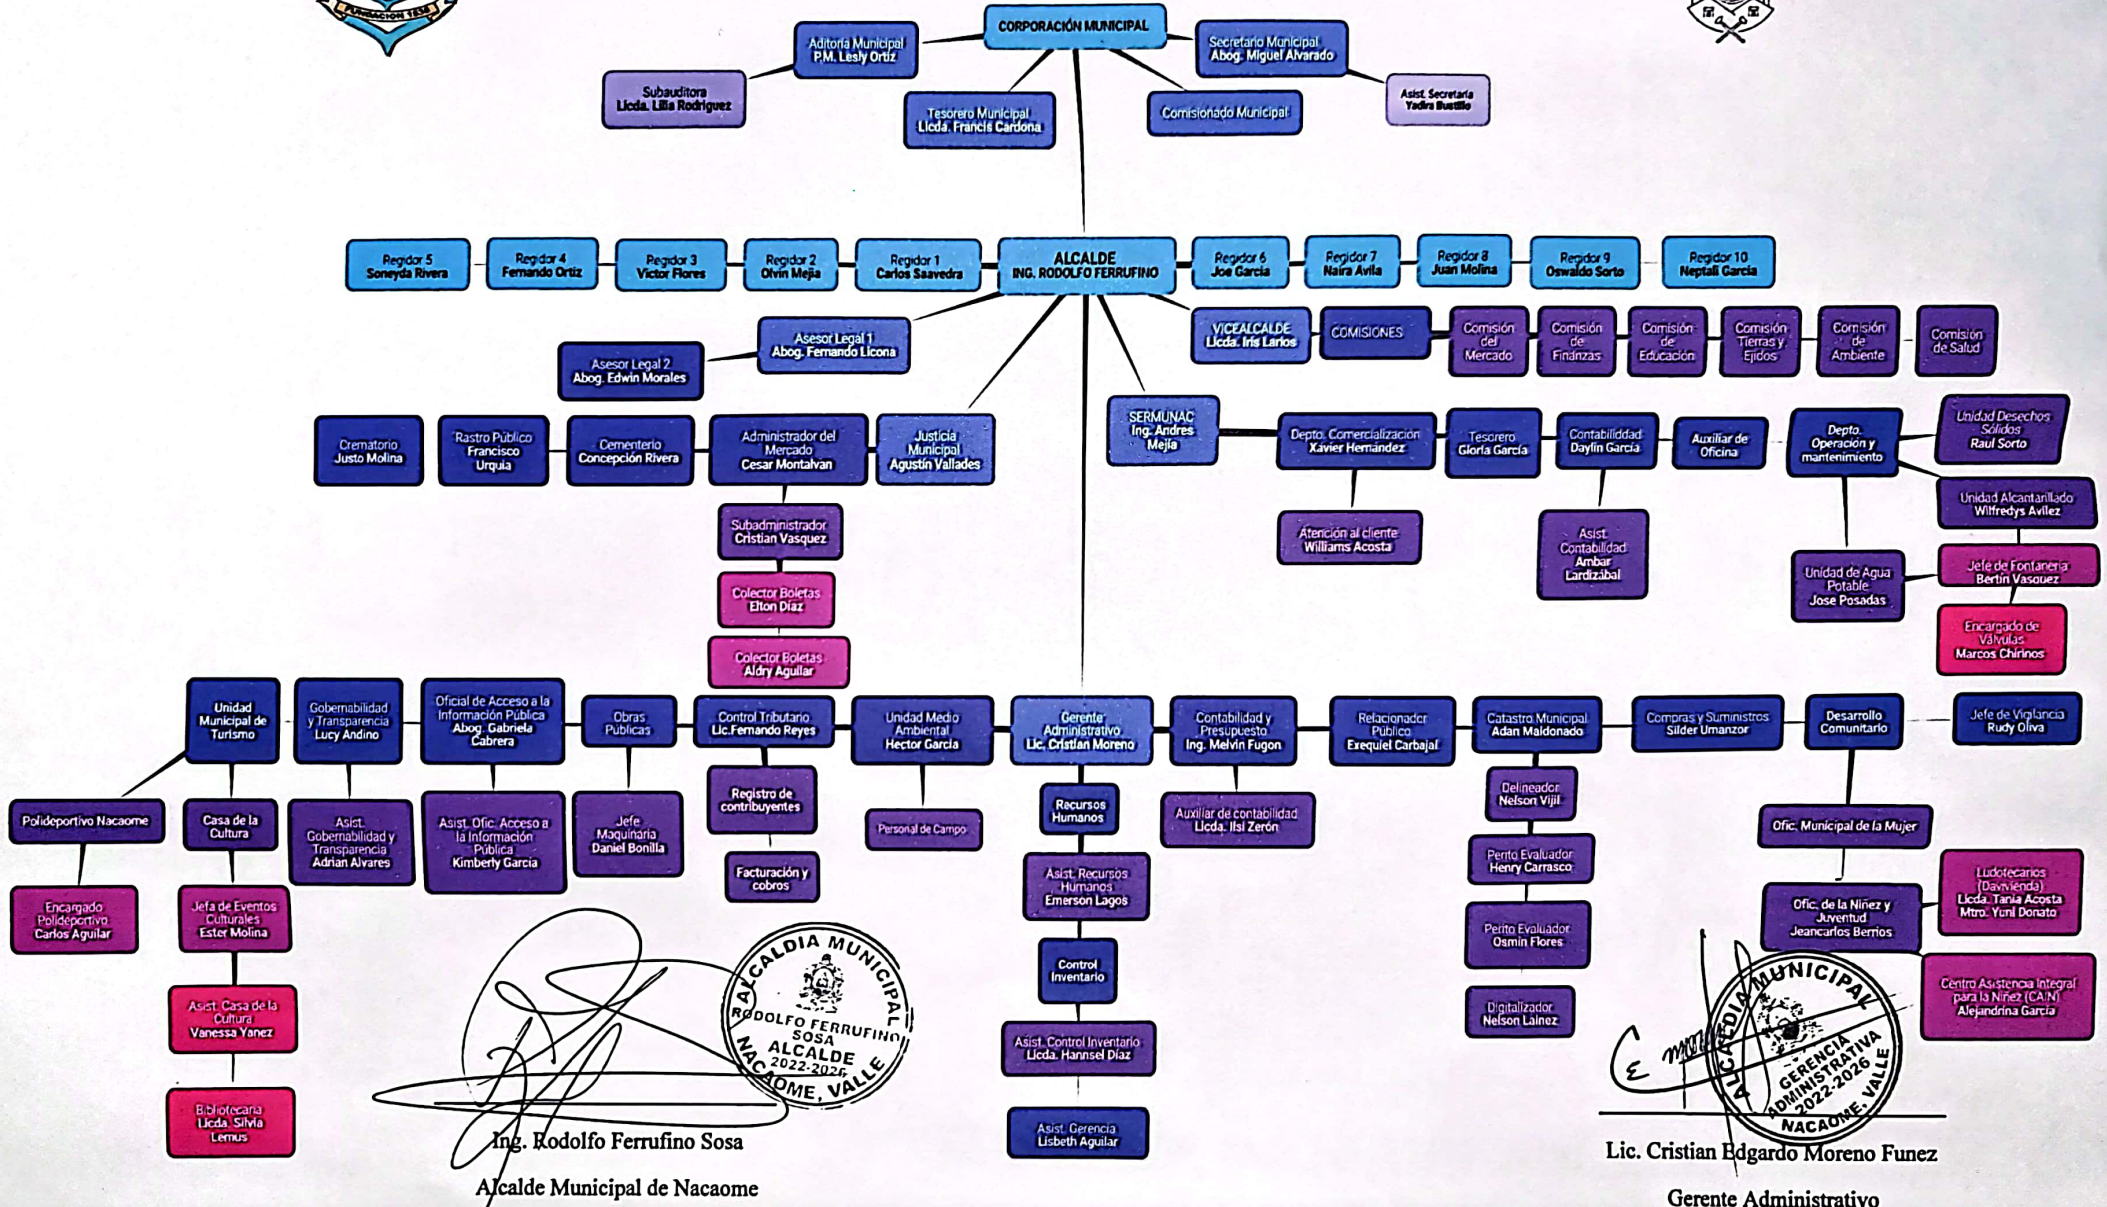 FUNDACION 1536
CORPORACIÓN MUNICIPAL
Aditoría Municipal
P.M. Lesly Ortiz
Secretario Municipal
Abog. Miguel Alvarado
Subauditora
Licda. Lilia Rodriguez
Tesorero Municipal
Licda. Francis Cardona
Comisionado Municipal
Asist. Secretaria
Yadira Bustillo
Regidor 5
Soneyda Rivera
Regidor 4
Fernando Ortiz
Regidor 3
Victor Flores
Regidor 2
Olvin Mejia
Regidor 1
Carlos Saavedra
ALCALDE
ING. RODOLFO FERRUFINO
Regidor 6
Joe Garcia
Regidor 7
Naira Avila
Regidor 8
Juan Molina
Regidor 9
Oswaldo Sorto
Regidor 10
Neptali Garcia
Asesor Legal 1
Abog. Fernando Licona
Asesor Legal 2
Abog. Edwin Morales
VICEALCALDE
Licda. Iris Larios
COMISIONES
Comisión
del
Mercado
Comisión
de
Finanzas
Comisión
de
Educación
Comisión
Tierras y
Ejidos
Comisión
de
Ambiente
Comisión
de Salud
Crematorio
Justo Molina
Rastro Público
Francisco
Urquia
Cementerio
Concepción Rivera
Administrador del
Mercado
Cesar Montalvan
Justicia
Municipal
Agustín Vallades
SERMUNAC
Ing. Andres
Mejía
Depto. Comercialización
Xavier Hernández
Tesorero
Gloria García
Contabilidad
Daylin García
Auxiliar de
Oficina
Depto.
Operación y
mantenimiento
Unidad Desechos
Sólidos
Raul Sorto
Unidad Alcantarillado
Wilfredys Avilez
Subadministrador
Cristian Vasquez
Colector Boletas
Elton Díaz
Colector Boletas
Aldry Aguilar
Atención al cliente
Williams Acosta
Asist.
Contabilidad
Ambar
Lardizábal
Unidad de Agua
Potable
Jose Posadas
Jefe de Fontaneria
Bertín Vasquez
Encargado de
Válvulas
Marcos Chirinos
Unidad
Municipal de
Turismo
Gobernabilidad
y Transparencia
Lucy Andino
Oficial de Acceso a la
Información Pública
Abog. Gabriela
Cabrera
Obras
Públicas
Control Tributario
Lic.Fernando Reyes
Unidad Medio
Ambiental
Hector García
Gerente
Administrativo
Lic. Cristian Moreno
Contabilidad y
Presupuesto
Ing. Melvin Fugon
Relacionador
Público
Exequiel Carbajal
Catastro Municipal
Adan Maldonado
Compras y Suministros
Silder Umanzor
Desarrollo
Comunitario
Jefe de Vigilancia
Rudy Oliva
Polideportivo Nacaome
Casa de la
Cultura
Asist.
Gobernabilidad y
Transparencia
Adrian Alvares
Asist. Ofic. Acceso a
la Información
Pública
Kimberly Garcia
Jefe
Maquinaria
Daniel Bonilla
Registro de
contribuyentes
Facturación y
cobros
Personal de Campo
Recursos
Humanos
Asist. Recursos
Humanos
Emerson Lagos
Control
Inventario
Asist. Control Inventario
Licda. Hannsel Díaz
Asist. Gerencia
Lisbeth Aguilar
Auxiliar de contabilidad
Licda. Ilsi Zerón
Delineador
Nelson Vijil
Perito Evaluador
Henry Carrasco
Perito Evaluador
Osmin Flores
Digitalizador
Nelson Lainez
Ofic. Municipal de la Mujer
Ofic. de la Niñez y
Juventud
Jeancarlos Berrios
Ludotecarios
(Davivienda)
Licda. Tania Acosta
Mtro. Yuni Donato
Centro Asistencia Integral
para la Niñez (CAIN)
Alejandrina García
Encargado
Polideportivo
Carlos Aguilar
Jefa de Eventos
Culturales
Ester Molina
Asist. Casa de la
Cultura
Vanessa Yanez
Bibliotecaria
Licda. Silvia
Lemus
ALCALDIA MUNICIPAL
RODOLFO FERRUFINO
SOSA
ALCALDE
2022-2026
NACAOME, VALLE
Ing. Rodolfo Ferrufino Sosa
Alcalde Municipal de Nacaome
ALCALDIA MUNICIPAL
GERENCIA
ADMINISTRATIVA
2022-2026
NACAOME, VALLE
Lic. Cristian Edgardo Moreno Funez
Gerente Administrativo